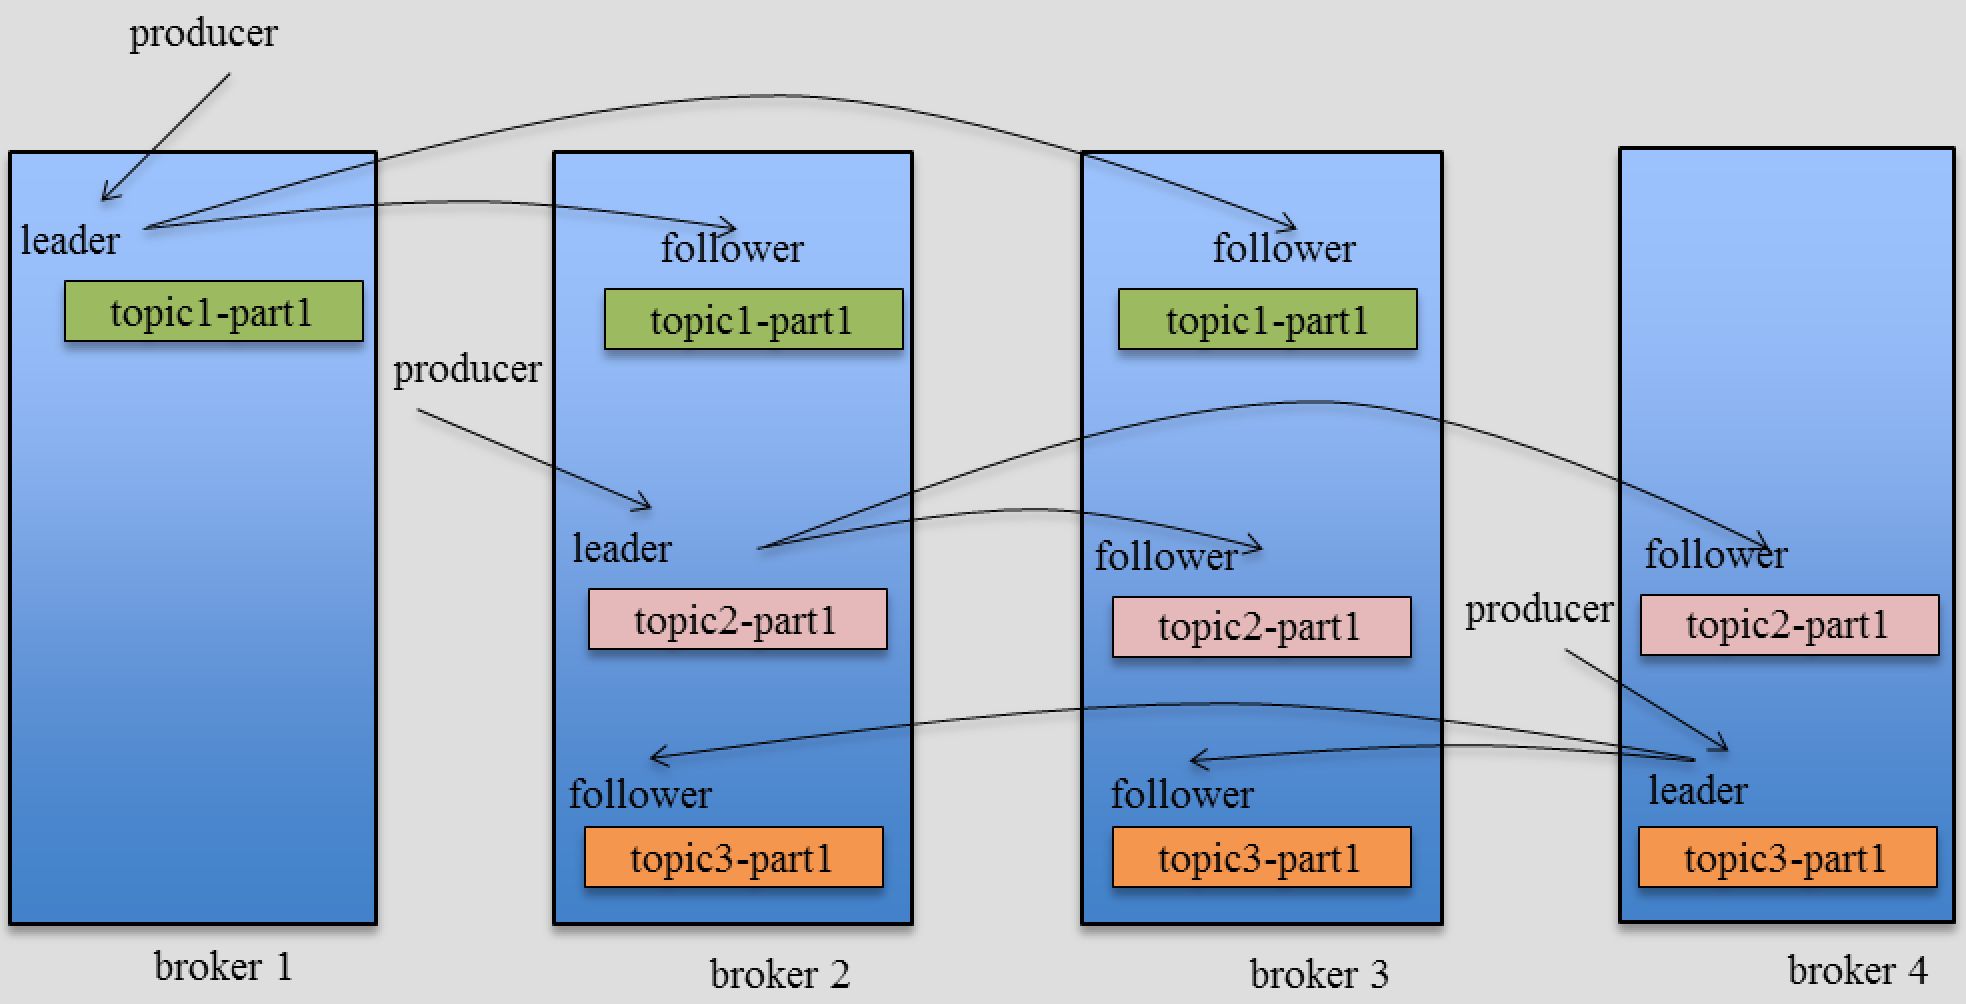 producer
leader
follower
follower
topic1-part1
topic1-part1
topic1-part1
producer
leader
follower
follower
producer
topic2-part1
topic2-part1
topic2-part1
follower
follower
leader
topic3-part1
topic3-part1
topic3-part1
broker 1
broker 2
broker 3
broker 4